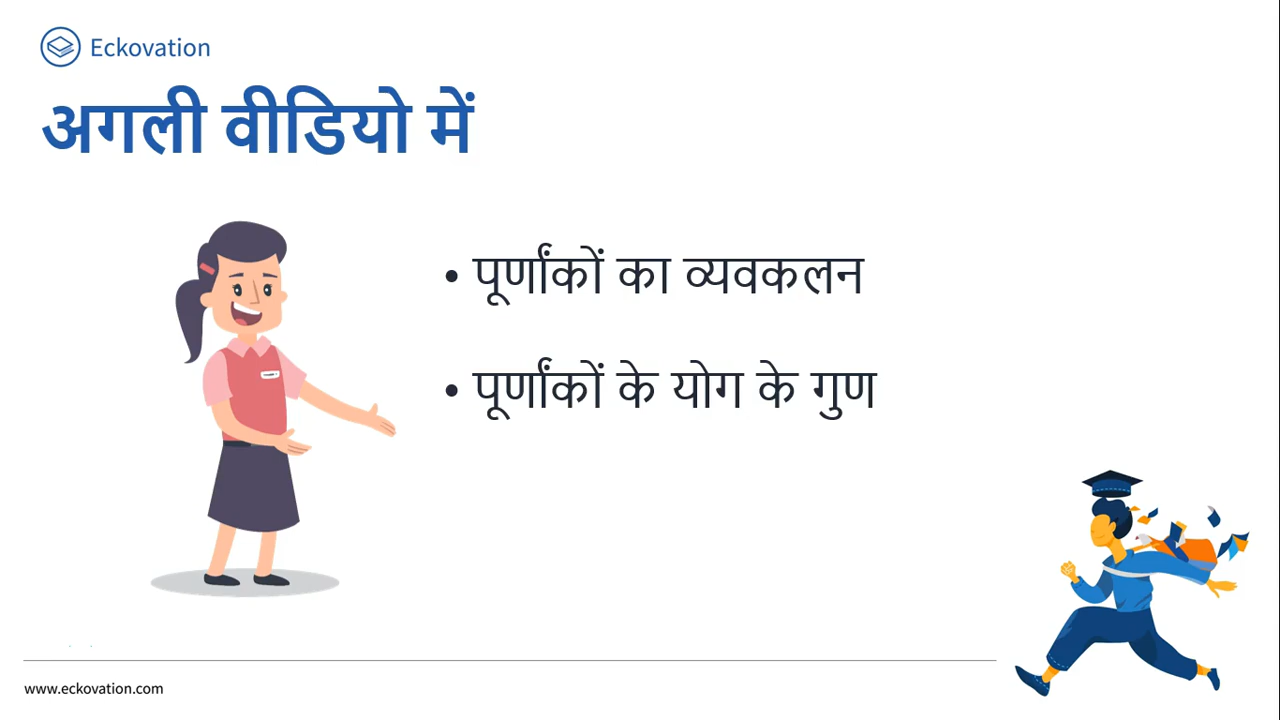 Eckovation
अगली वीडियो में
• पूर्णांकों का व्यवकलन
• पूर्णांकों के योग के गुण
www.eckovation.com